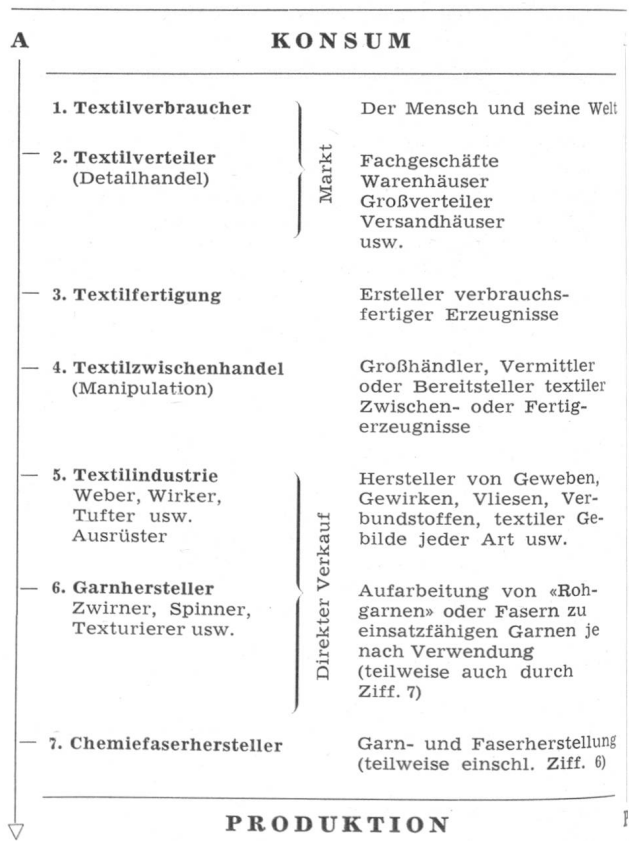 A KONSUM
1. Textilverbraucher
Der Mensch und seine Welt
2. Textilverteiler
(Detailhandel)
Markt
Fachgeschäfte
Warenhäuser
Großverteiler
Versandhäuser
usw.
3. Textilfertigung
Ersteller verbrauchs-
fertiger Erzeugnisse
4. Textilzwischenhandel
(Manipulation)
Großhändler, Vermittler
oder Bereitsteller textiler
Zwischen- oder Fertig-
erzeugnisse
5. Textilindustrie
Weber, Wirker,
Tufter usw.
Ausrüster
Hersteller von Geweben,
Gewirken, Vliesen, Ver-
bundstoffen, textiler Ge-
bilde jeder Art usw.
Direkter Verkauf
6. Garnhersteller
Zwirner, Spinner,
Texturierer usw.
Aufarbeitung von «Roh-
garnen» oder Fasern zu
einsatzfähigen Garnen je
nach Verwendung
(teilweise auch durch
Ziff. 7)
7. Chemiefaserhersteller
Garn- und Faserherstellung
(teilweise einschl. Ziff. 6)
PRODUKTION